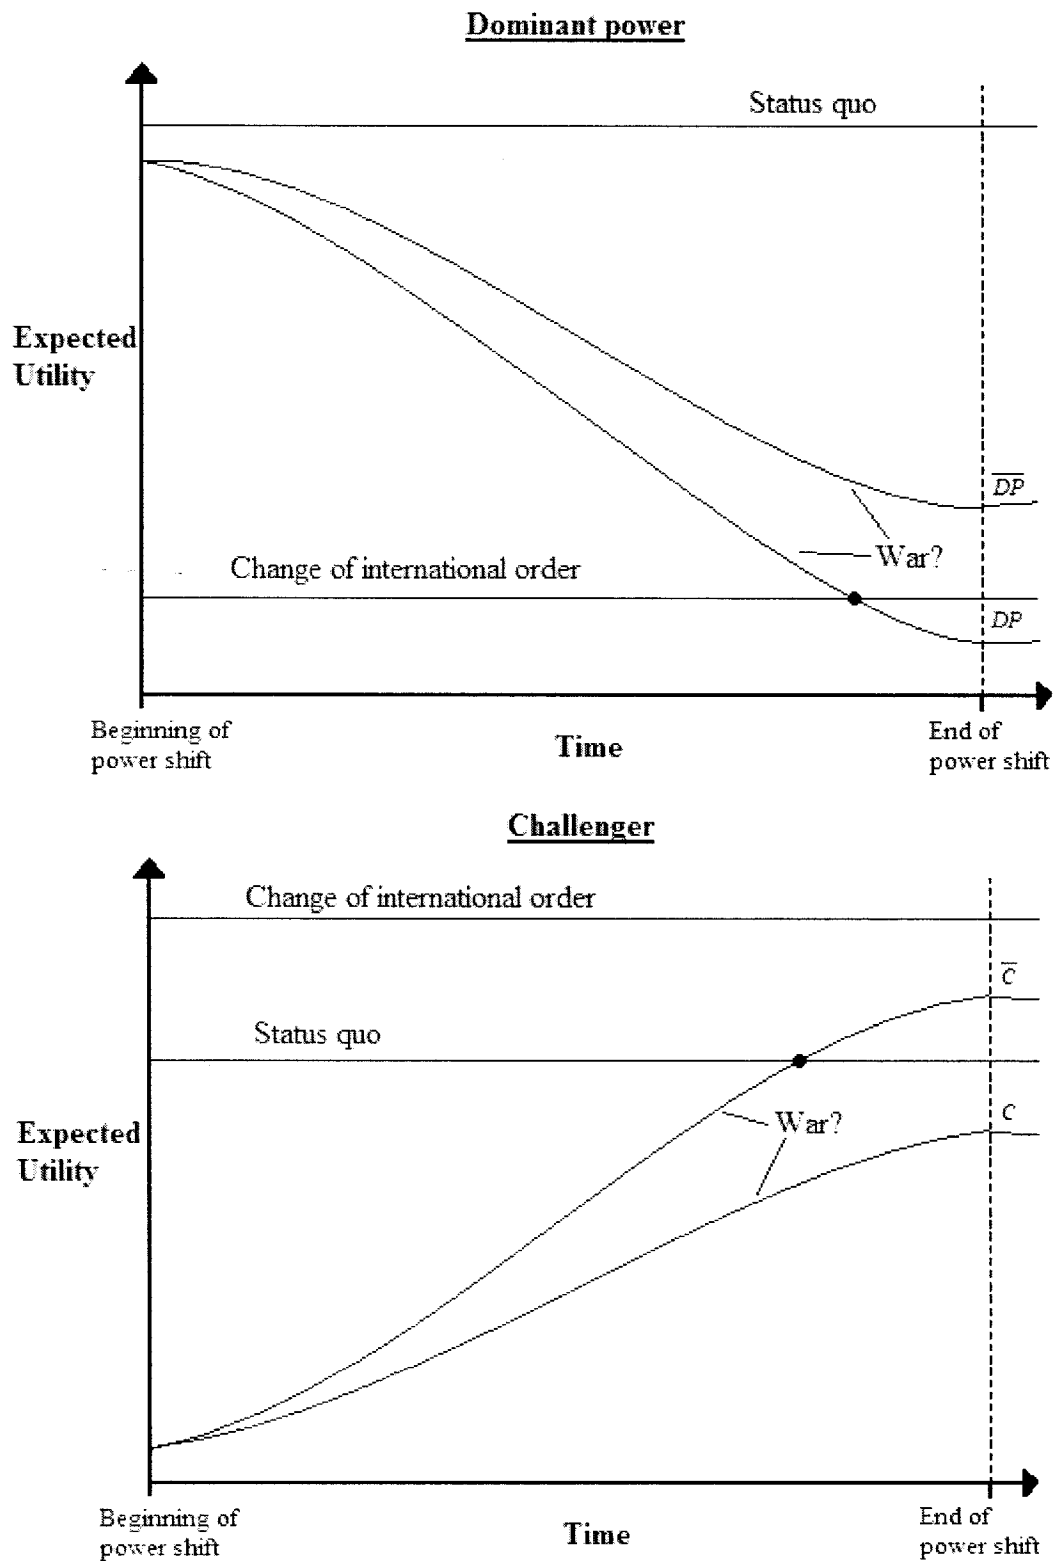 Dominant power
Status quo
Expected
Utility
D̅P̅
War?
Change of international order
DP
Beginning of
power shift
Time
End of
power shift
Challenger
Change of international order
C̅
Status quo
C
War?
Expected
Utility
Beginning of
power shift
Time
End of
power shift